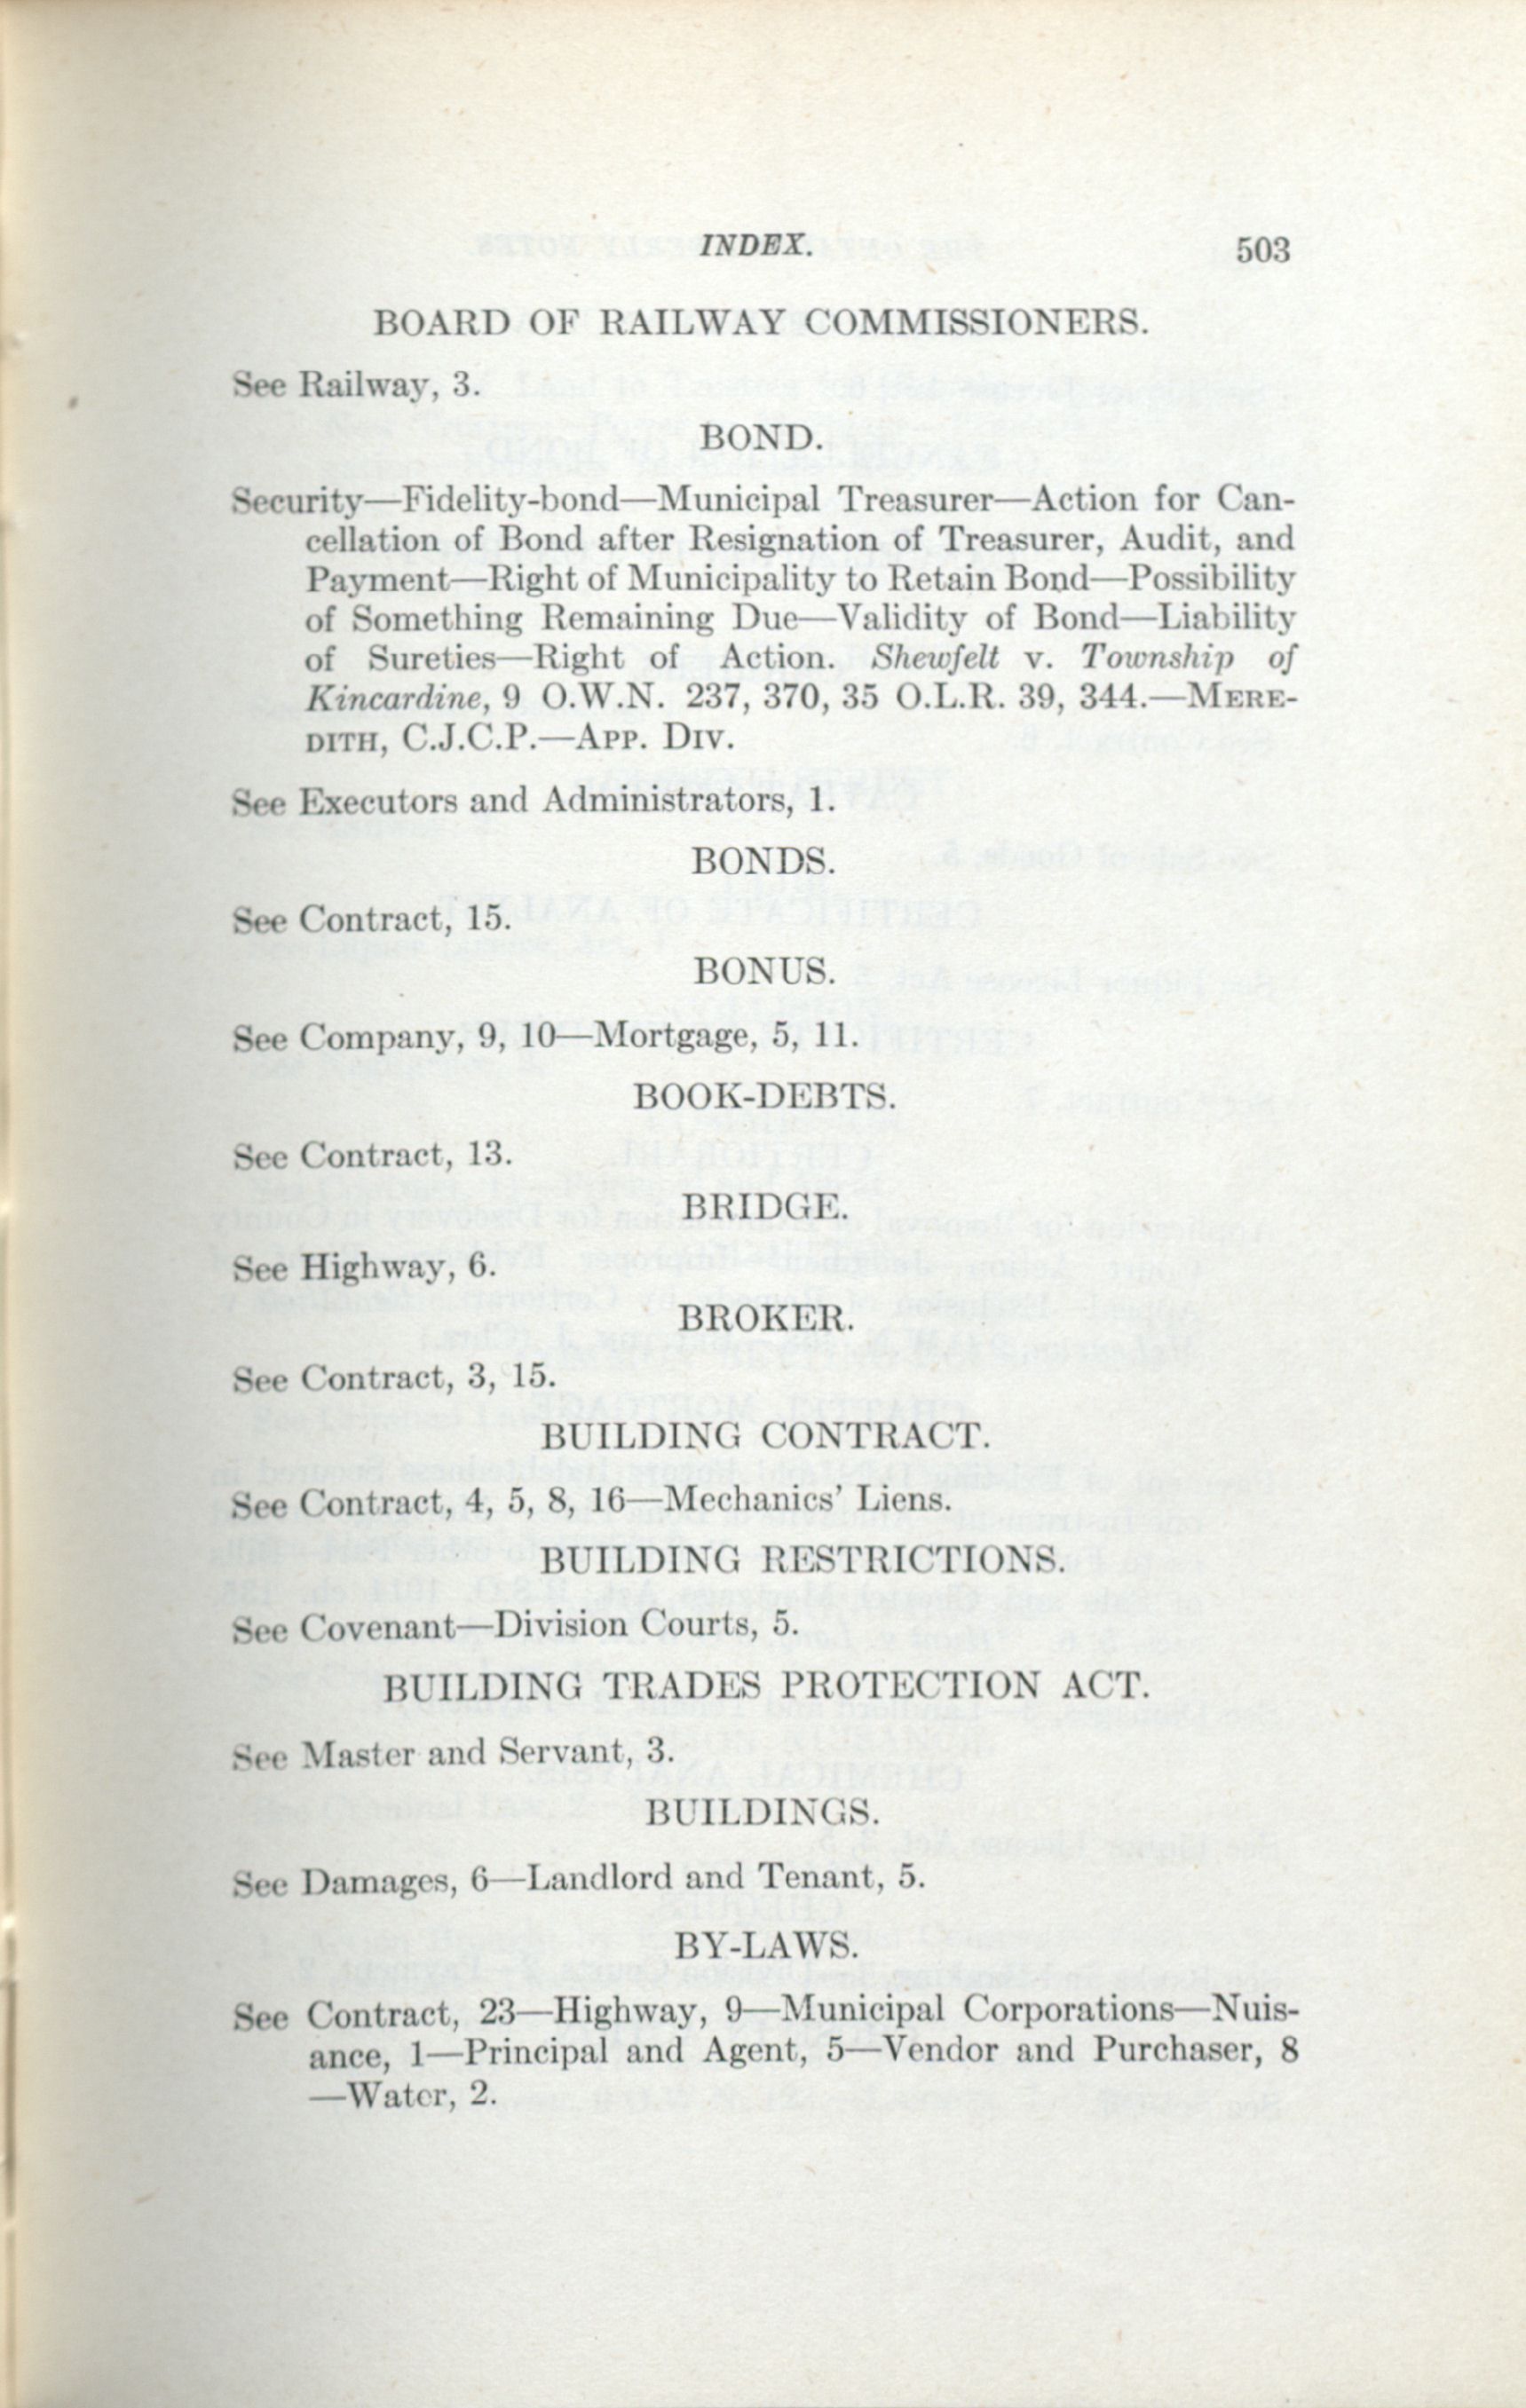 INDEX. 503
BOARD OF RAILWAY COMMISSIONERS.
See Railway, 3.
BOND.
Security—Fidelity-bond—Municipal Treasurer—Action for Can-
cellation of Bond after Resignation of Treasurer, Audit, and
Payment—Right of Municipality to Retain Bond—Possibility
of Something Remaining Due—Validity of Bond—Liability
of Sureties—Right of Action. Shewfelt v. Township of
Kincardine, 9 O.W.N. 237, 370, 35 O.L.R. 39, 344.—MERE-
DITH, C.J.C.P.—APP. DIV.
See Executors and Administrators, 1.
BONDS.
See Contract, 15.
BONUS.
See Company, 9, 10—Mortgage, 5, 11.
BOOK-DEBTS.
See Contract, 13.
BRIDGE.
See Highway, 6.
BROKER.
See Contract, 3, 15.
BUILDING CONTRACT.
See Contract, 4, 5, 8, 16—Mechanics' Liens.
BUILDING RESTRICTIONS.
See Covenant—Division Courts, 5.
BUILDING TRADES PROTECTION ACT.
See Master and Servant, 3.
BUILDINGS.
See Damages, 6—Landlord and Tenant, 5.
BY-LAWS.
See Contract, 23—Highway, 9—Municipal Corporations—Nuis-
ance, 1—Principal and Agent, 5—Vendor and Purchaser, 8
—Water, 2.